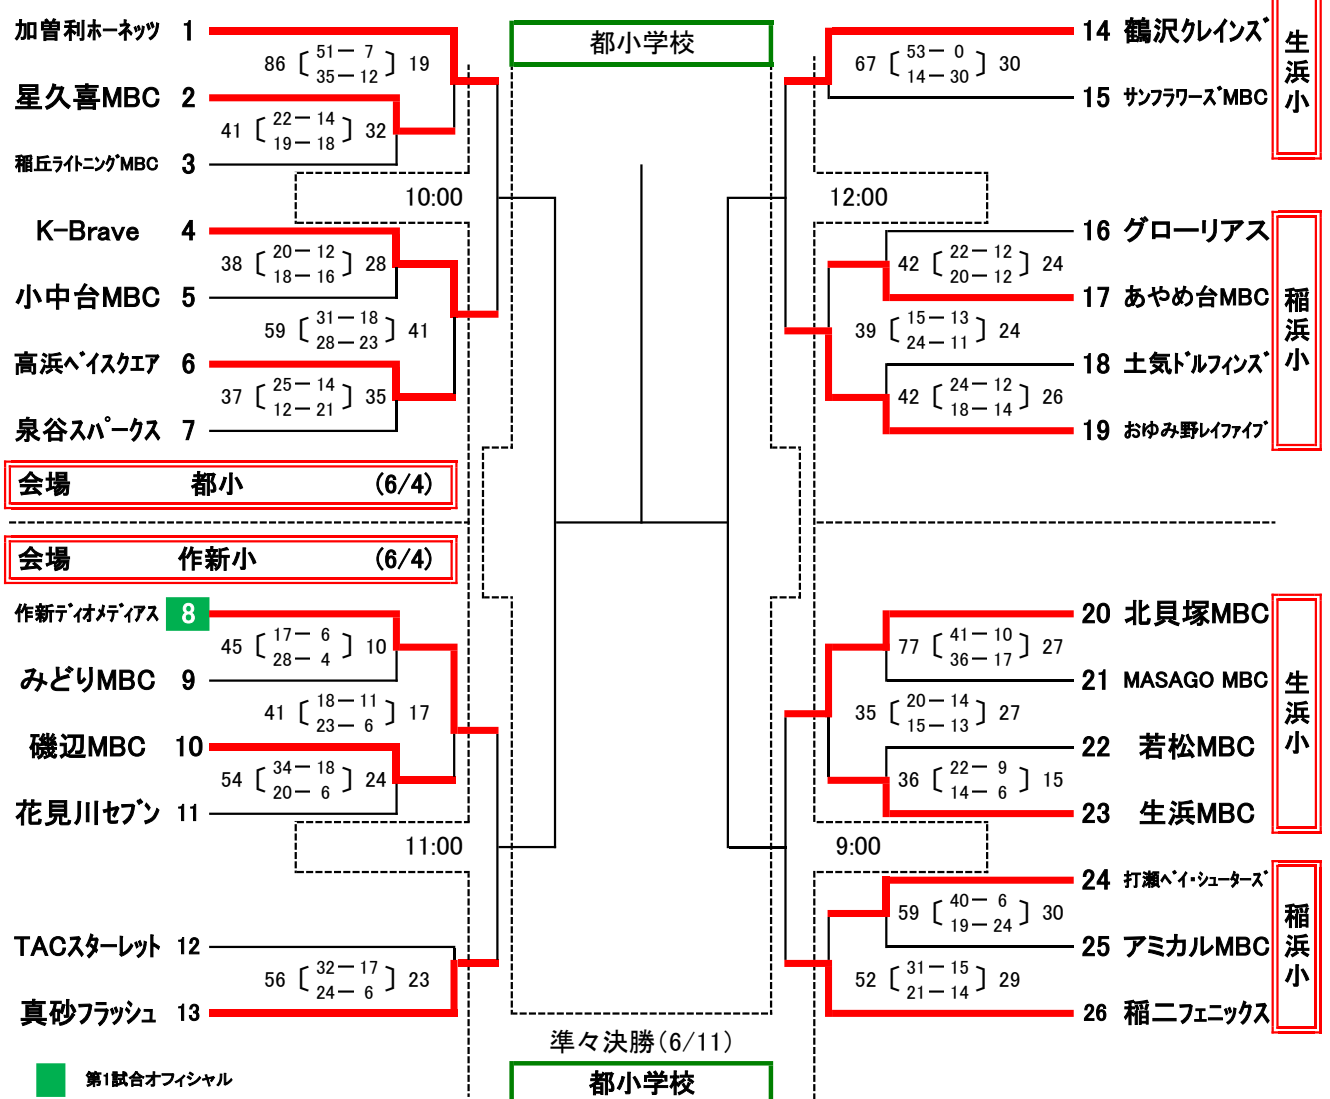 都小学校
加曽利ホーネッツ 1
86 51－ 7 19
35－12
星久喜MBC 2
41 22－14 32
19－18
稲丘ライトニングMBC 3
10:00
K-Brave 4
38 20－12 28
18－16
小中台MBC 5
59 31－18 41
28－23
高浜ベイスクエア 6
37 25－14 35
12－21
泉谷スパークス 7
会場 都小 (6/4)
会場 作新小 (6/4)
作新ディオメディアス 8
45 17－ 6 10
28－ 4
みどりMBC 9
41 18－11 17
23－ 6
磯辺MBC 10
54 34－18 24
20－ 6
花見川セブン 11
11:00
TACスターレット 12
56 32－17 23
24－ 6
真砂フラッシュ 13
第1試合オフィシャル
14 鶴沢クレインズ
67 53－ 0 30
14－30
15 サンフラワーズMBC
生浜小
12:00
16 グローリアス
42 22－12 24
20－12
17 あやめ台MBC
39 15－13 24
24－11
18 土気ドルフィンズ
42 24－12 26
18－14
19 おゆみ野レイファイブ
稲浜小
20 北貝塚MBC
77 41－10 27
36－17
21 MASAGO MBC
35 20－14 27
15－13
22 若松MBC
36 22－ 9 15
14－ 6
23 生浜MBC
生浜小
9:00
24 打瀬ベイ・シューターズ
59 40－ 6 30
19－24
25 アミカルMBC
52 31－15 29
21－14
26 稲二フェニックス
稲浜小
準々決勝(6/11)
都小学校